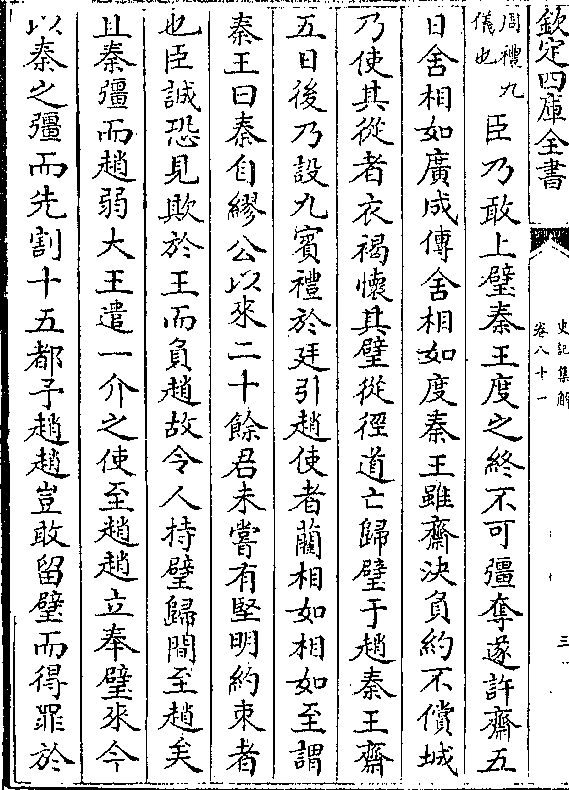 欽定四庫全書
史記集解
卷八十一
三
周禮九
儀也
臣乃敢上璧秦王度之終不可彊奪遂許齋五
日舍相如廣成傳舍相如度秦王雖齋決負約不償城
乃使其從者衣褐懷其璧從徑道亡歸璧于趙秦王齋
五日後乃設九賓禮於廷引趙使者藺相如相如至謂
秦王曰秦自繆公以來二十餘君未嘗有堅明約束者
也臣誠恐見欺於王而負趙故令人持璧歸間至趙矣
且秦彊而趙弱大王遣一介之使至趙趙立奉璧來今
以秦之彊而先割十五都予趙趙豈敢留璧而得罪於